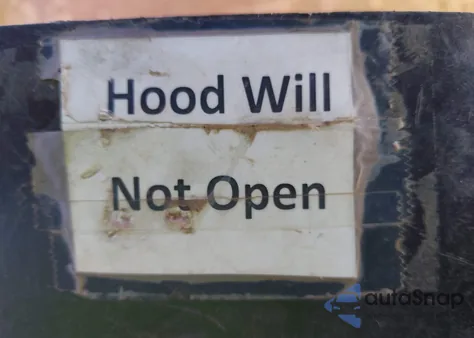 Hood Will
Not Open
autoSnap